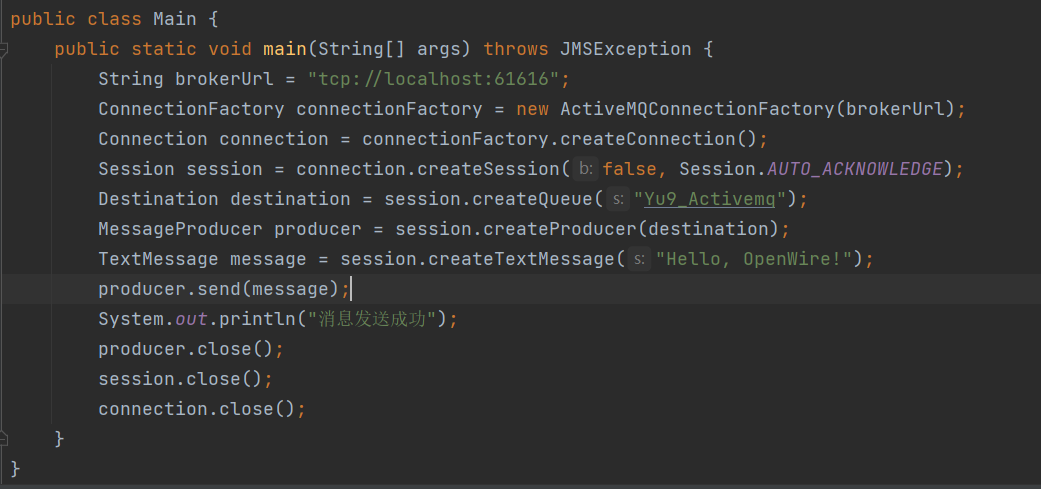 public class Main {
public static void main(String[] args) throws JMSException {
String brokerUrl = "tcp://localhost:61616";
ConnectionFactory connectionFactory = new ActiveMQConnectionFactory(brokerUrl);
Connection connection = connectionFactory.createConnection();
Session session = connection.createSession( b: false, Session.AUTO_ACKNOWLEDGE);
Destination destination = session.createQueue( s: "Yu9_Activemq");
MessageProducer producer = session.createProducer(destination);
TextMessage message = session.createTextMessage( s: "Hello, OpenWire!");
producer.send(message);
System.out.println("消息发送成功");
producer.close();
session.close();
connection.close();
}
}